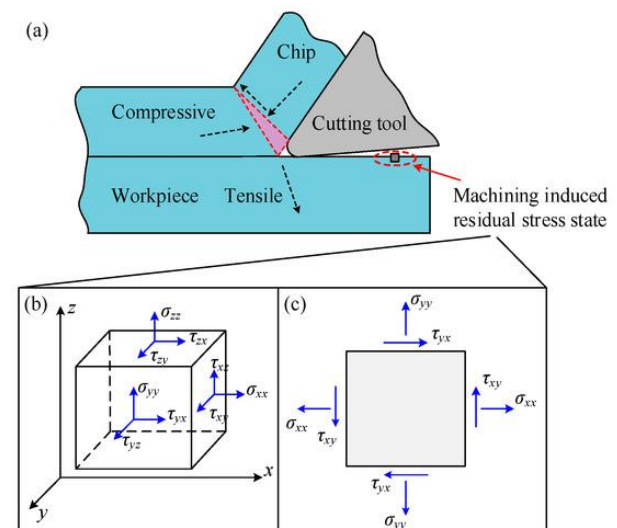 (a)
Chip
Compressive
Cutting tool
Workpiece Tensile
Machining induced
residual stress state
(b)
z
σzz
τzx
τzy
τxz
σyy
σxx
τyx
τxy
τyz
x
y
(c)
σyy
τyx
τxy
σxx
σxx
τxy
τyx
σyy